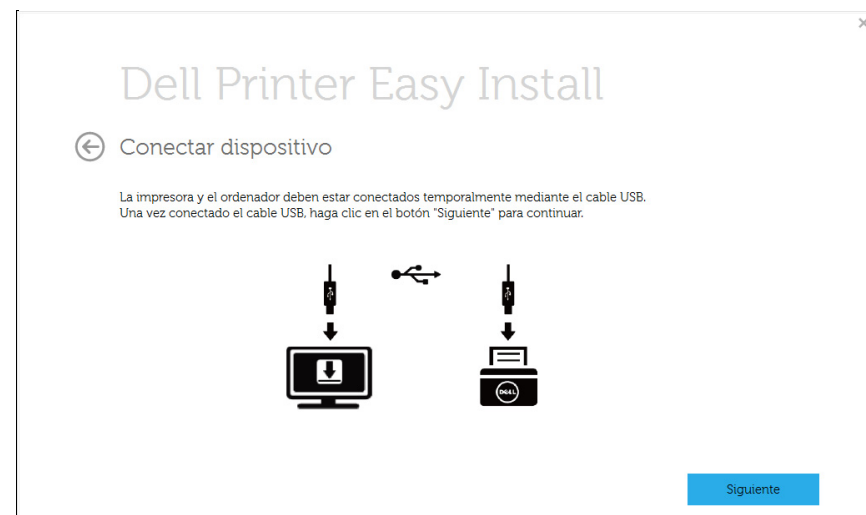 Dell Printer Easy Install
Conectar dispositivo
La impresora y el ordenador deben estar conectados temporalmente mediante el cable USB.
Una vez conectado el cable USB, haga clic en el botón "Siguiente" para continuar.
DELL
Siguiente